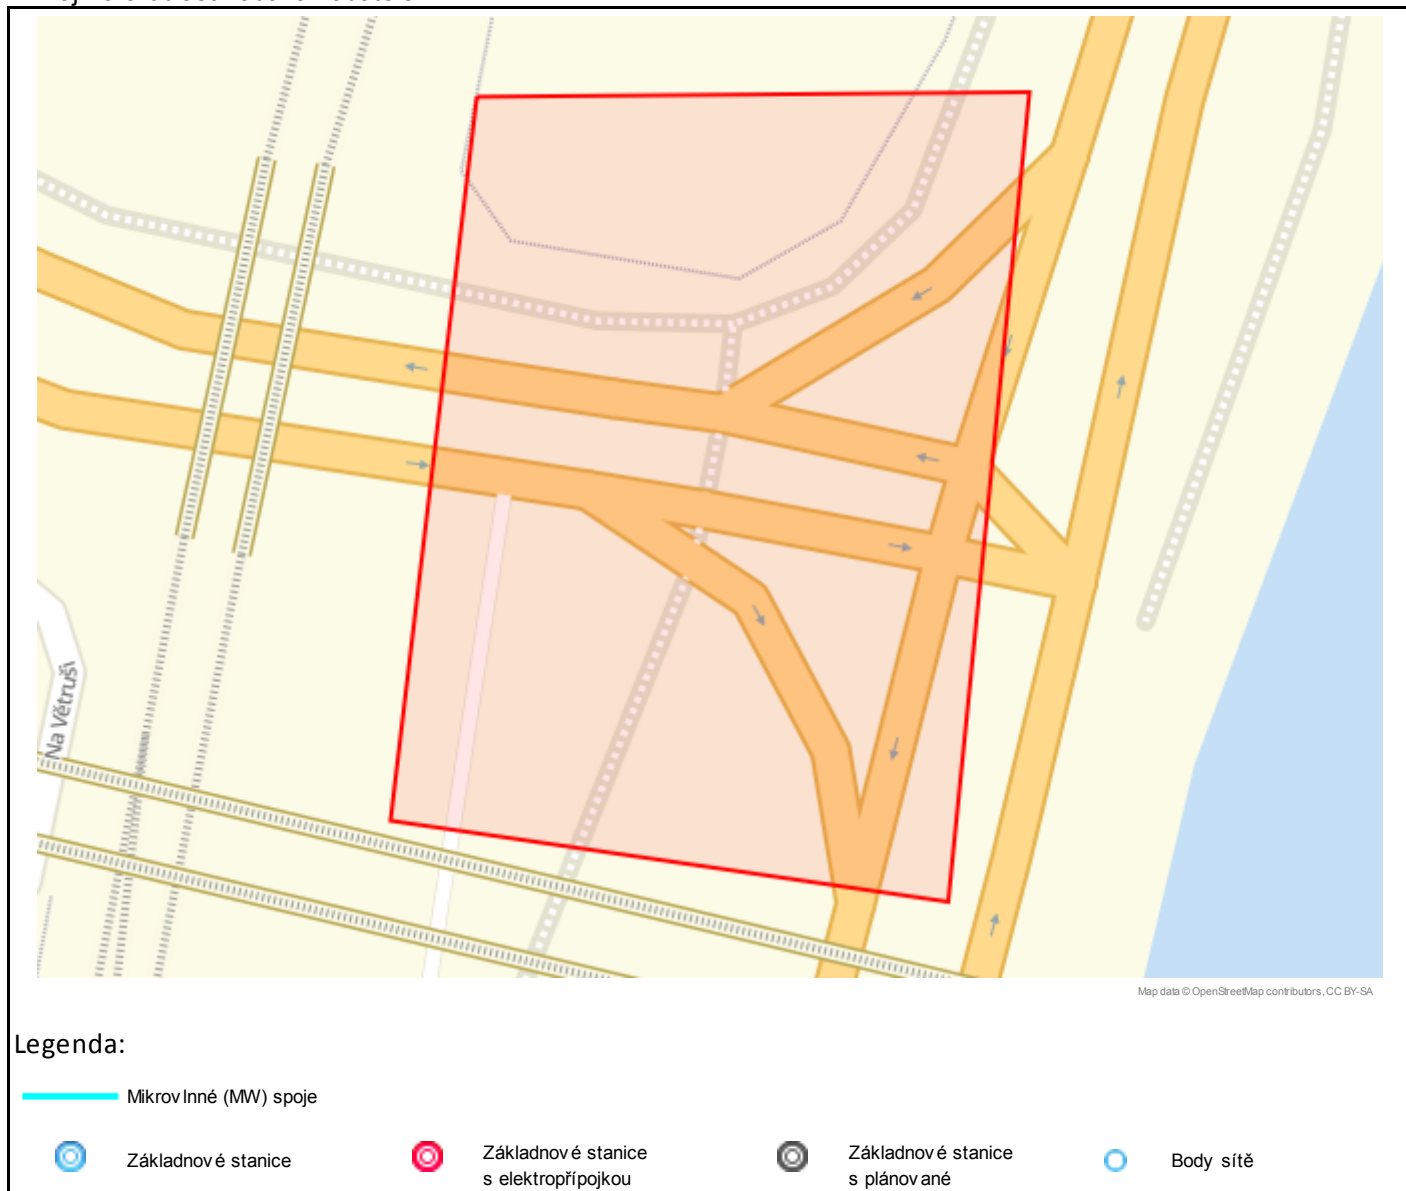 Na Větruši
Map data © OpenStreetMap contributors, CC BY-SA
Legenda:
Mikrovlnné (MW) spoje
Základnové stanice
Základnové stanice
s elektropřípojkou
Základnové stanice
s plánované
Body sítě